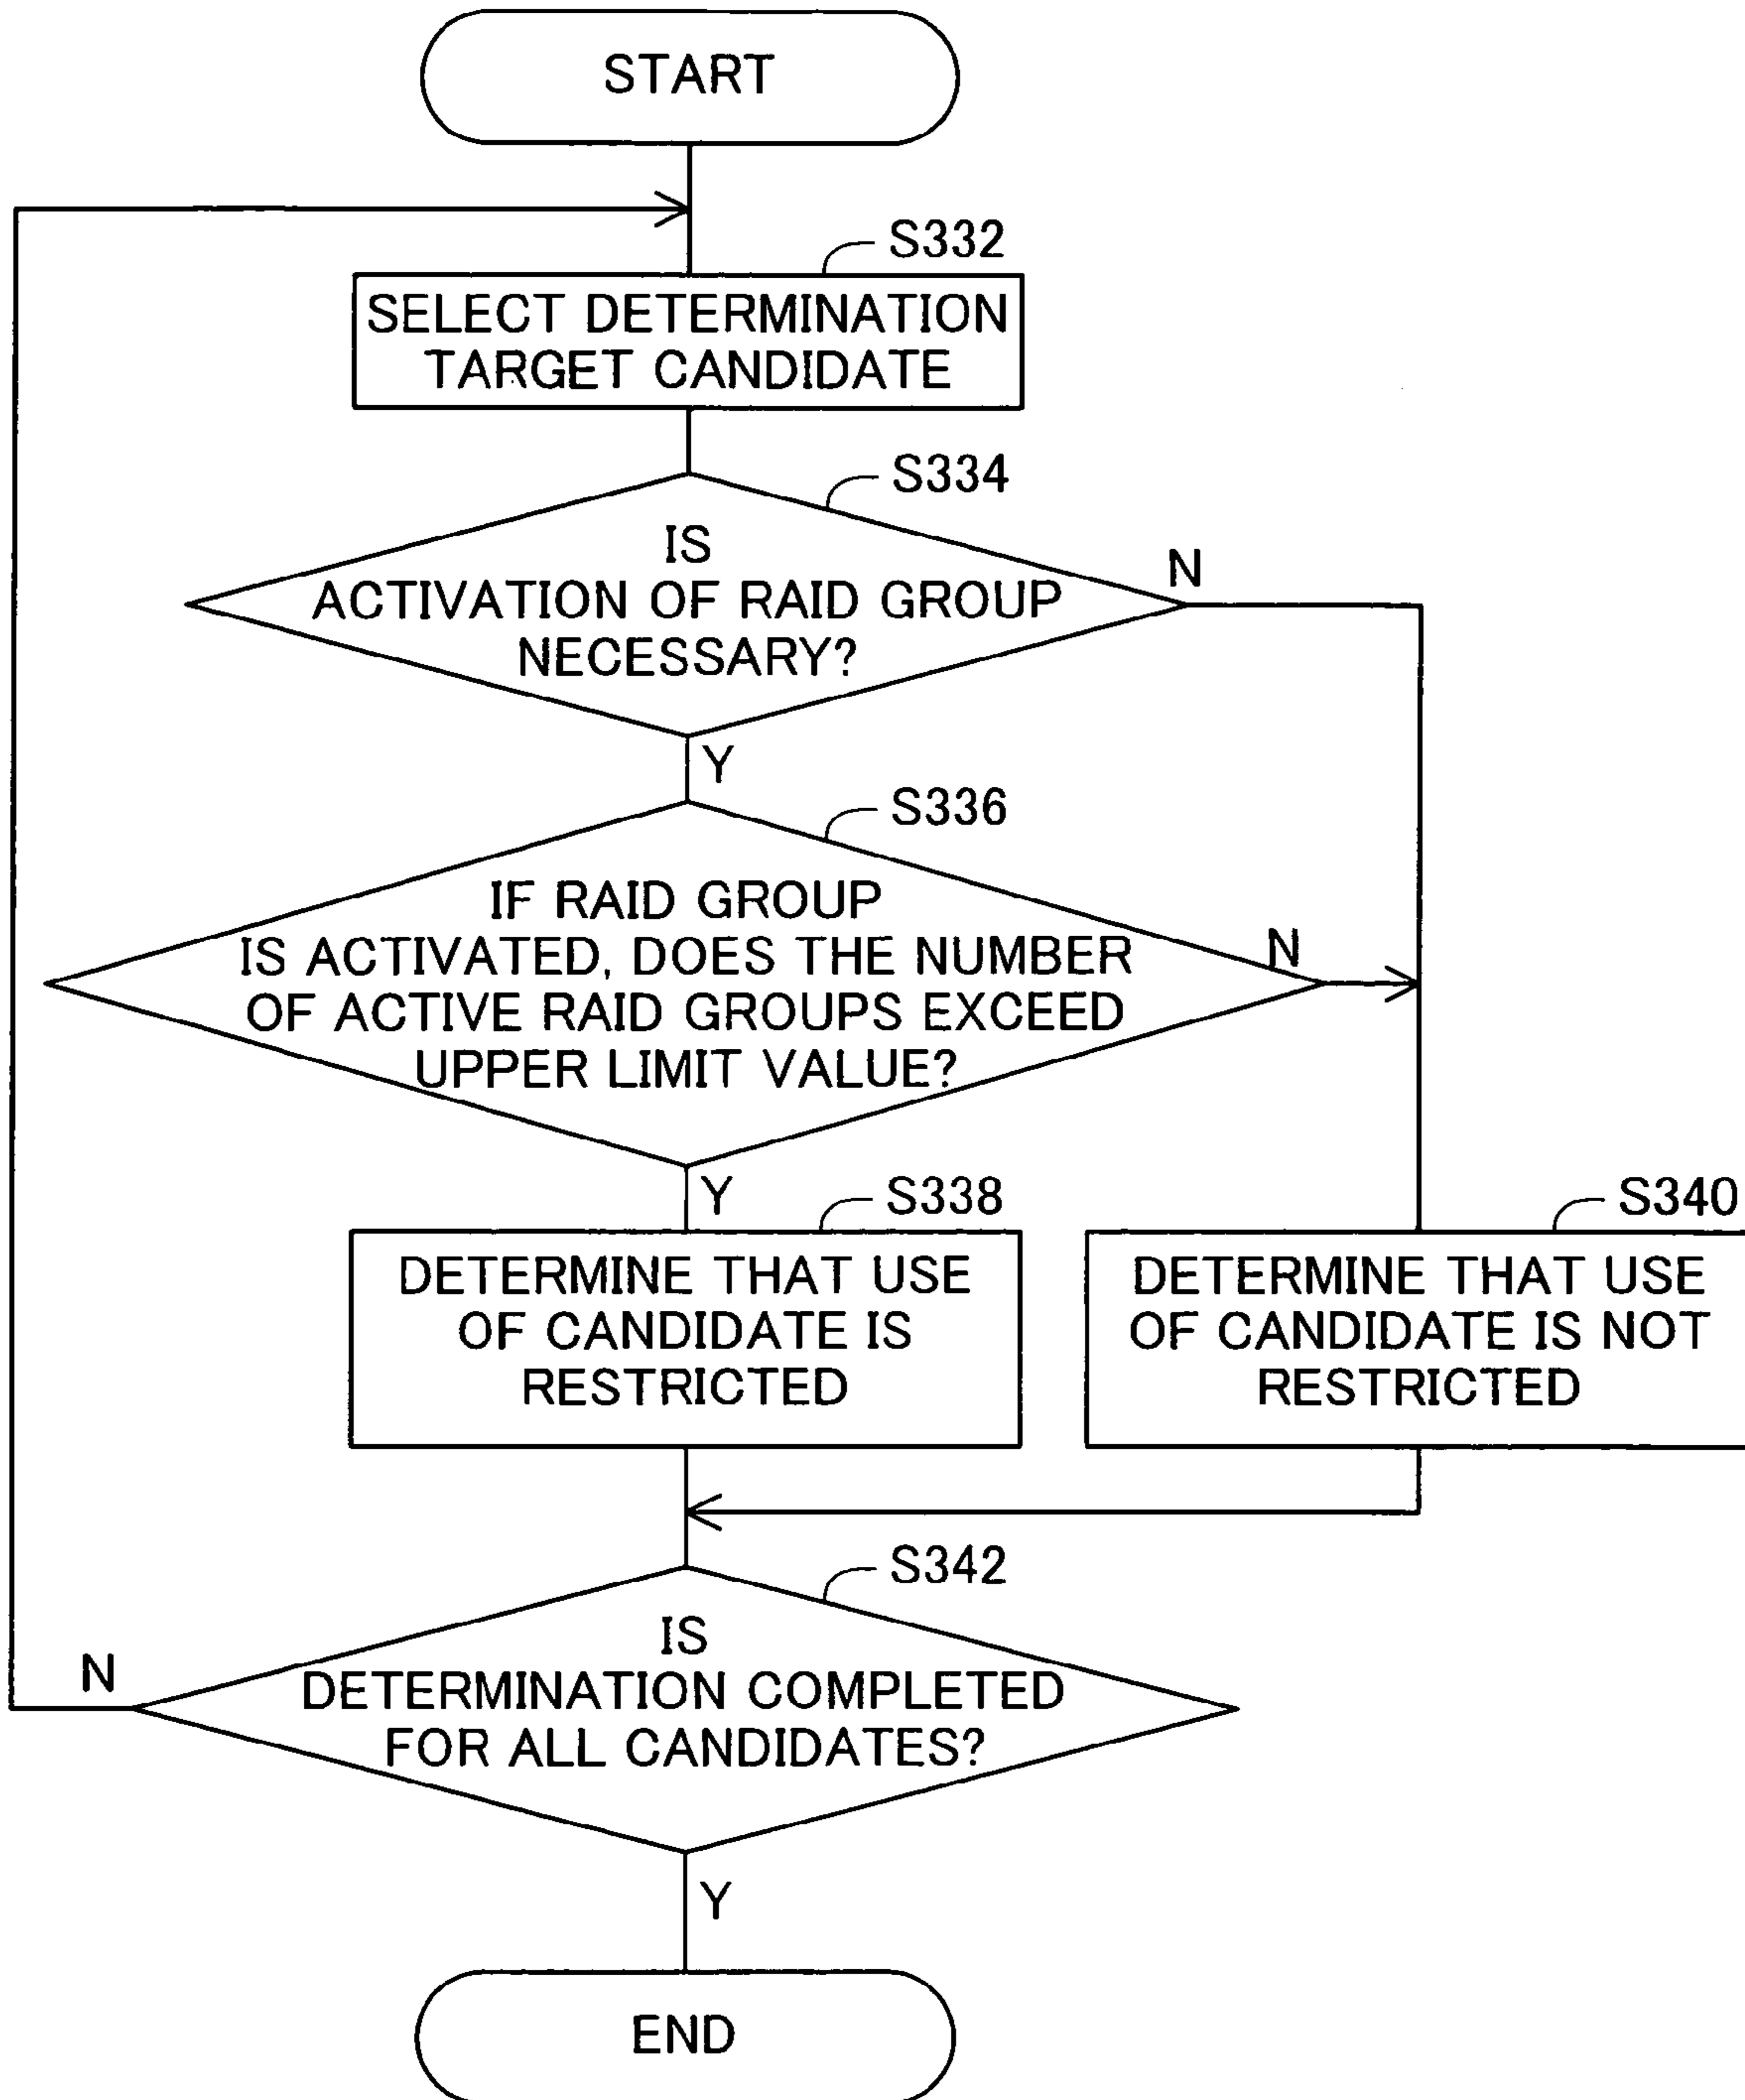 START
S332
SELECT DETERMINATION
TARGET CANDIDATE
S334
IS
ACTIVATION OF RAID GROUP
NECESSARY?
N
Y
S336
IF RAID GROUP
IS ACTIVATED, DOES THE NUMBER
OF ACTIVE RAID GROUPS EXCEED
UPPER LIMIT VALUE?
N
Y
S338
DETERMINE THAT USE
OF CANDIDATE IS
RESTRICTED
S340
DETERMINE THAT USE
OF CANDIDATE IS NOT
RESTRICTED
S342
IS
DETERMINATION COMPLETED
FOR ALL CANDIDATES?
N
Y
END